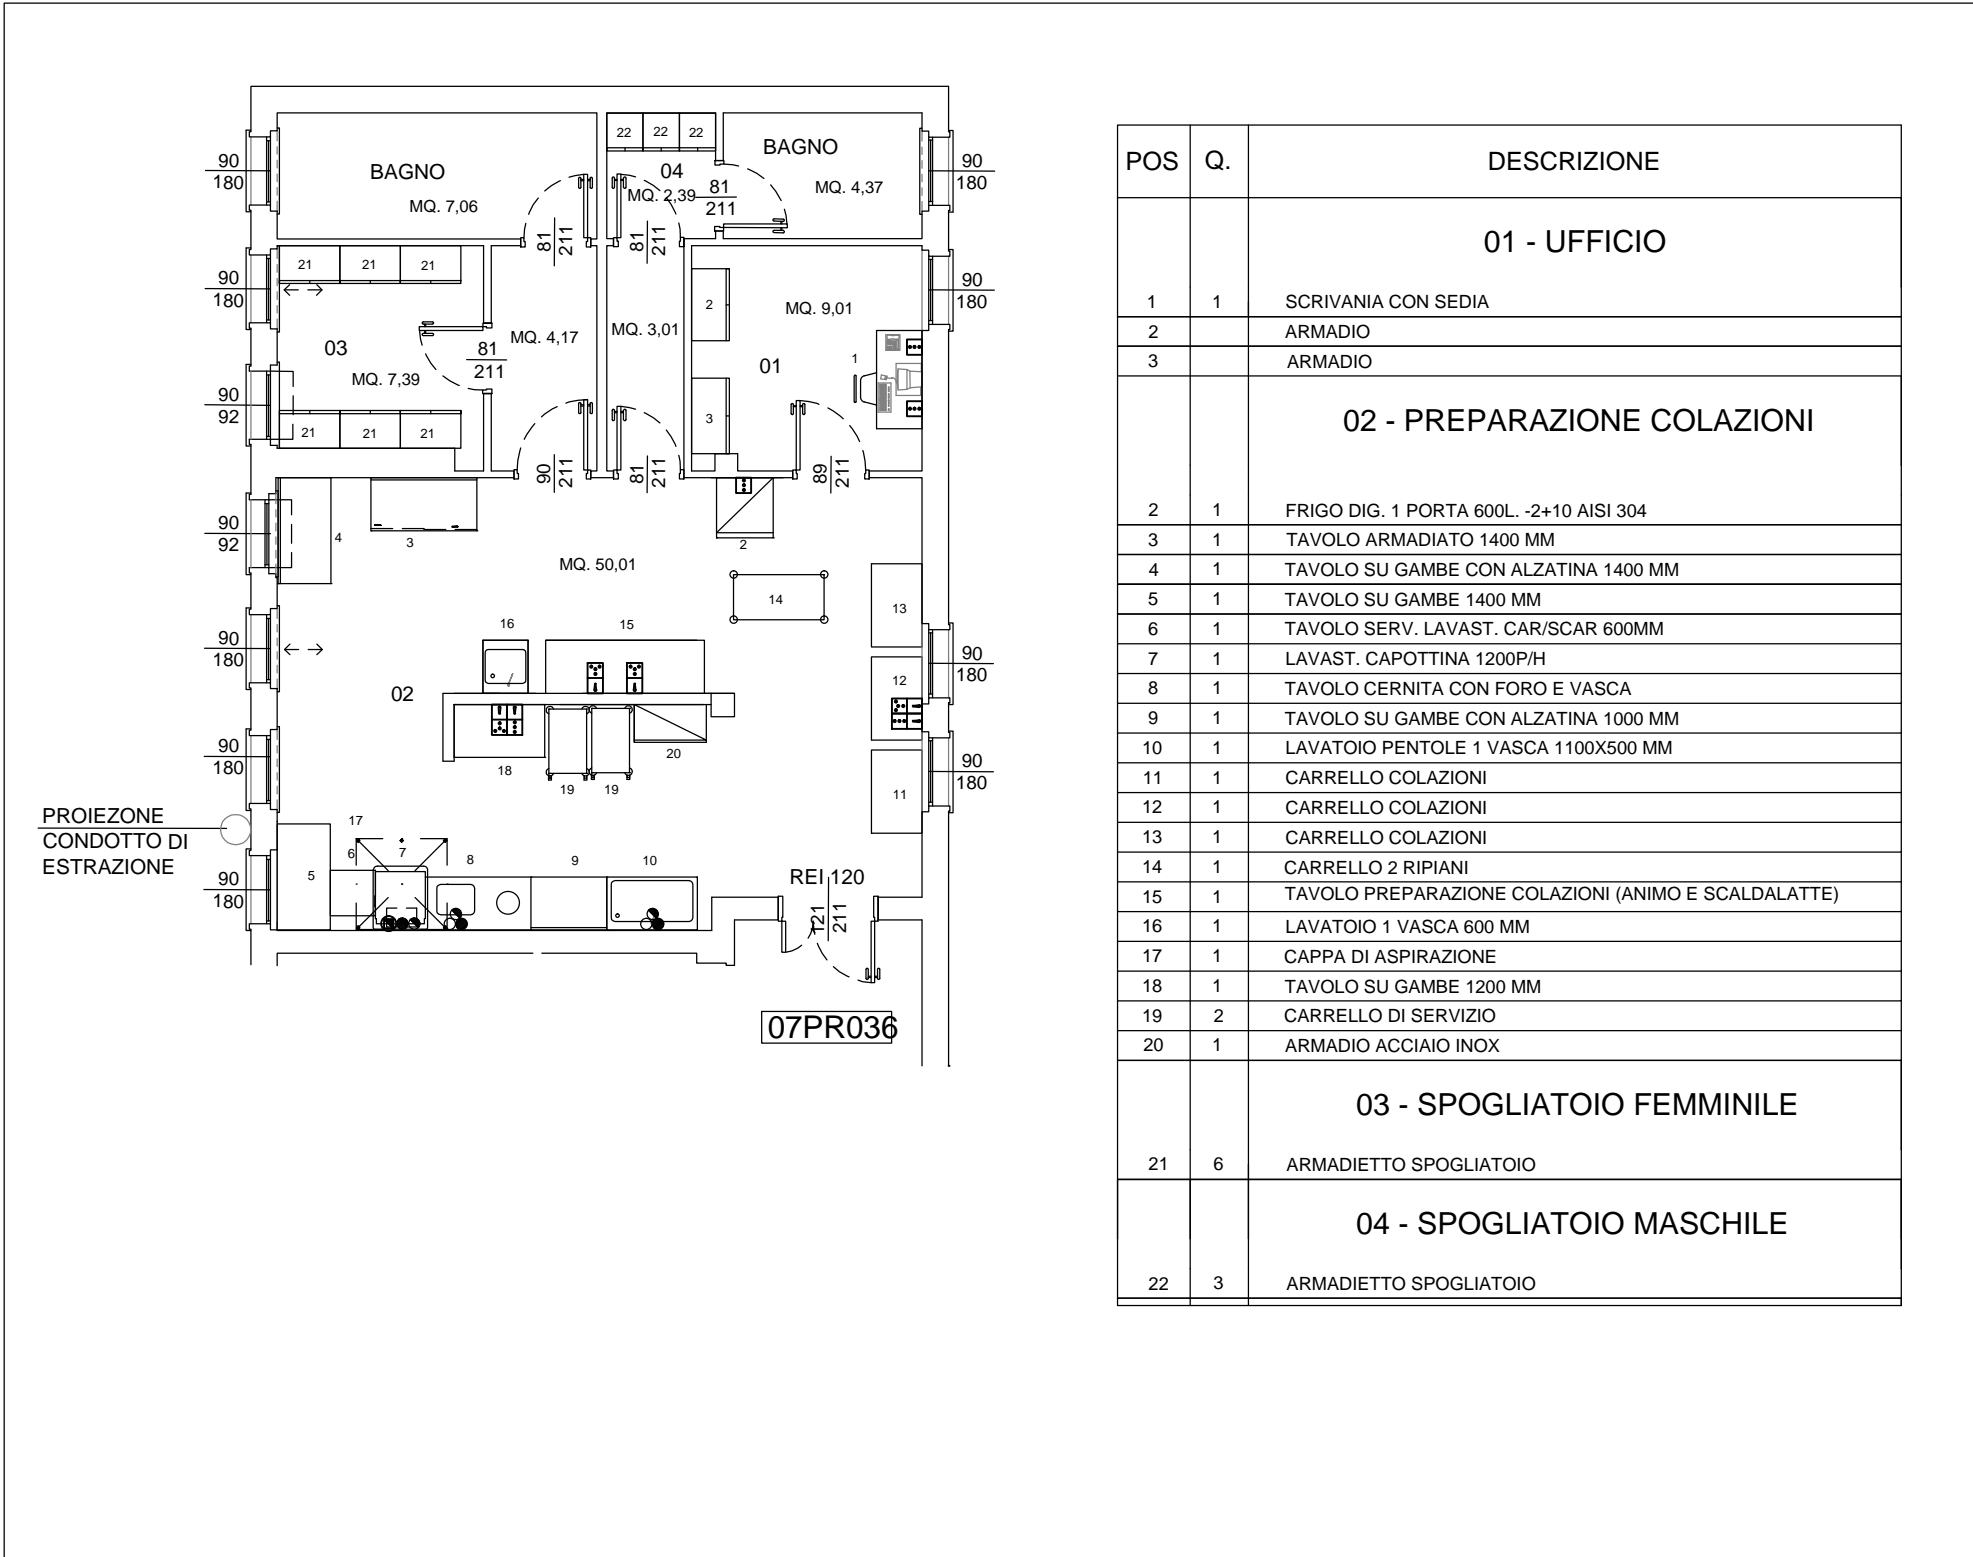 BAGNO
MQ. 7,06
22 22 22
04
MQ. 2,39
81
211
BAGNO
MQ. 4,37
90
180
90
180
81
211
81
211
21 21 21
90
180
90
180
2
MQ. 9,01
03
MQ. 7,39
81
211
MQ. 4,17
MQ. 3,01
01
1
90
92
21 21 21
3
90
211
81
211
89
211
90
92
4
3
2
MQ. 50,01
14
13
16
15
90
180
90
180
02
12
18
19 19
20
90
180
90
180
11
PROIEZONE
CONDOTTO DI
ESTRAZIONE
17
6
7
8
9
10
5
90
180
REI 120
121
211
07PR036
POS Q. DESCRIZIONE
01 - UFFICIO
1 1 SCRIVANIA CON SEDIA
2 ARMADIO
3 ARMADIO
02 - PREPARAZIONE COLAZIONI
2 1 FRIGO DIG. 1 PORTA 600L. -2+10 AISI 304
3 1 TAVOLO ARMADIATO 1400 MM
4 1 TAVOLO SU GAMBE CON ALZATINA 1400 MM
5 1 TAVOLO SU GAMBE 1400 MM
6 1 TAVOLO SERV. LAVAST. CAR/SCAR 600MM
7 1 LAVAST. CAPOTTINA 1200P/H
8 1 TAVOLO CERNITA CON FORO E VASCA
9 1 TAVOLO SU GAMBE CON ALZATINA 1000 MM
10 1 LAVATOIO PENTOLE 1 VASCA 1100X500 MM
11 1 CARRELLO COLAZIONI
12 1 CARRELLO COLAZIONI
13 1 CARRELLO COLAZIONI
14 1 CARRELLO 2 RIPIANI
15 1 TAVOLO PREPARAZIONE COLAZIONI (ANIMO E SCALDALATTE)
16 1 LAVATOIO 1 VASCA 600 MM
17 1 CAPPA DI ASPIRAZIONE
18 1 TAVOLO SU GAMBE 1200 MM
19 2 CARRELLO DI SERVIZIO
20 1 ARMADIO ACCIAIO INOX
03 - SPOGLIATOIO FEMMINILE
21 6 ARMADIETTO SPOGLIATOIO
04 - SPOGLIATOIO MASCHILE
22 3 ARMADIETTO SPOGLIATOIO